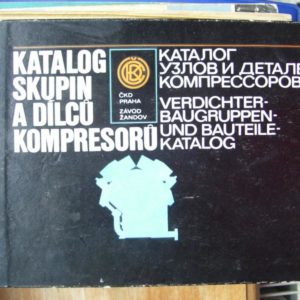 KATALOG
SKUPIN
A DÍLCŮ
KOMPRESORŮ
ČKD
PRAHA
ZÁVOD
ŽANDOV
КАТАЛОГ
УЗЛОВ И ДЕТАЛЕ
КОМПРЕССОРОВ
VERDICHTER-
BAUGRUPPEN-
UND BAUTEILE-
KATALOG